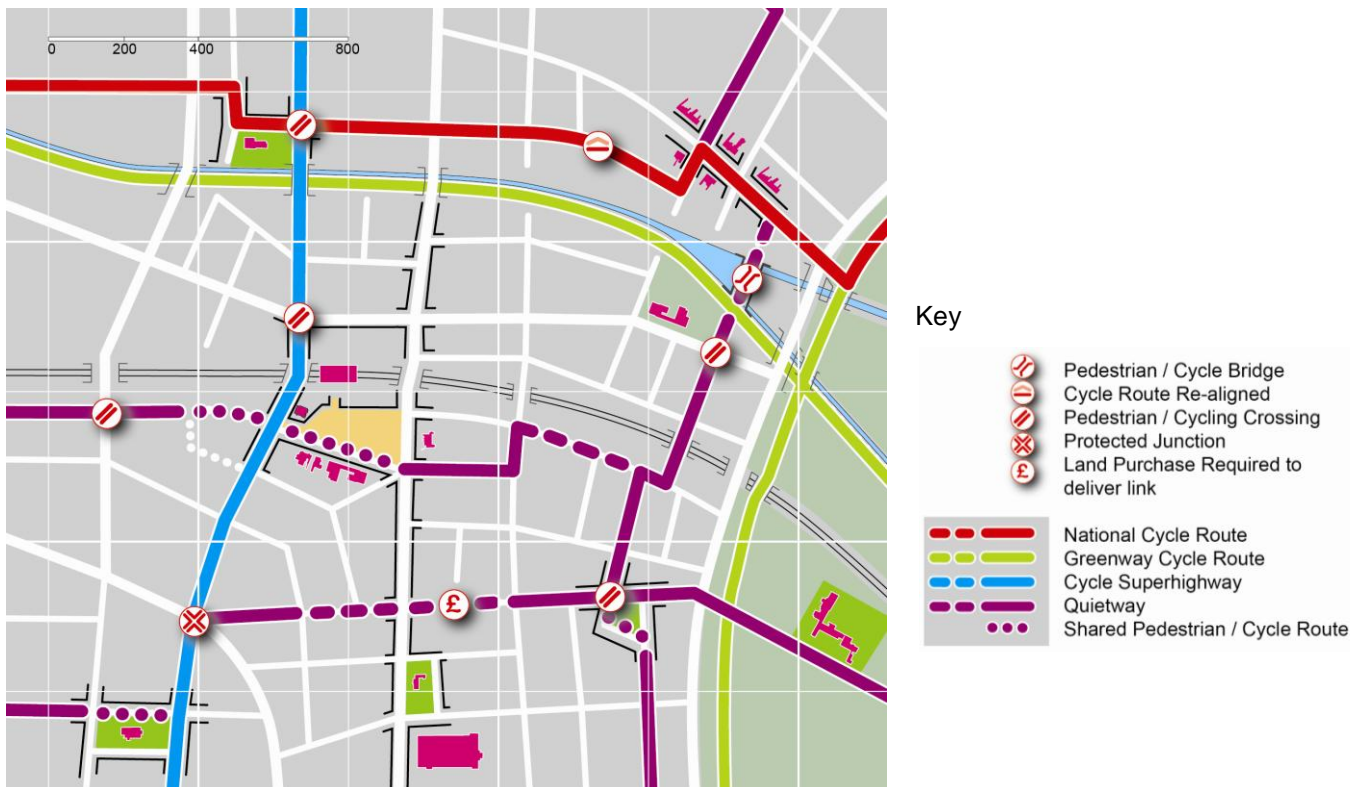 0 200 400 800
£
Key
Pedestrian / Cycle Bridge
Cycle Route Re-aligned
Pedestrian / Cycling Crossing
Protected Junction
£ Land Purchase Required to
deliver link
National Cycle Route
Greenway Cycle Route
Cycle Superhighway
Quietway
Shared Pedestrian / Cycle Route